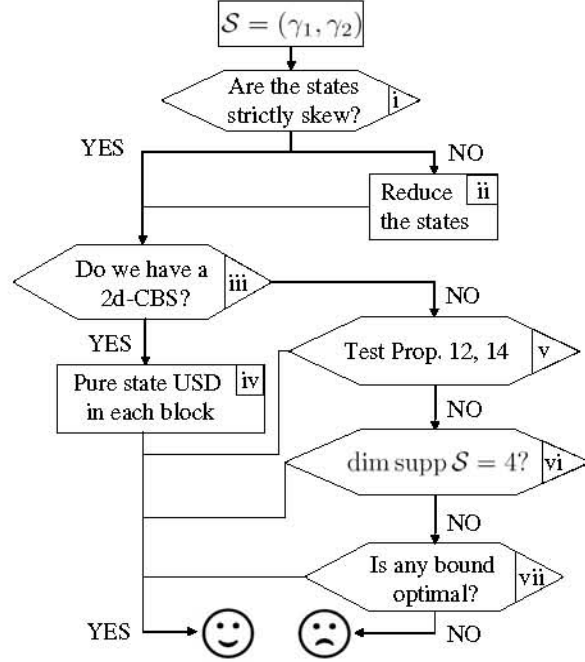 𝒮 = (γ₁, γ₂)
Are the states
strictly skew?
i
YES
NO
Reduce
the states
ii
Do we have a
2d-CBS?
iii
NO
YES
Pure state USD
in each block
iv
Test Prop. 12, 14
v
NO
dim supp 𝒮 = 4?
vi
NO
Is any bound
optimal?
vii
YES
NO